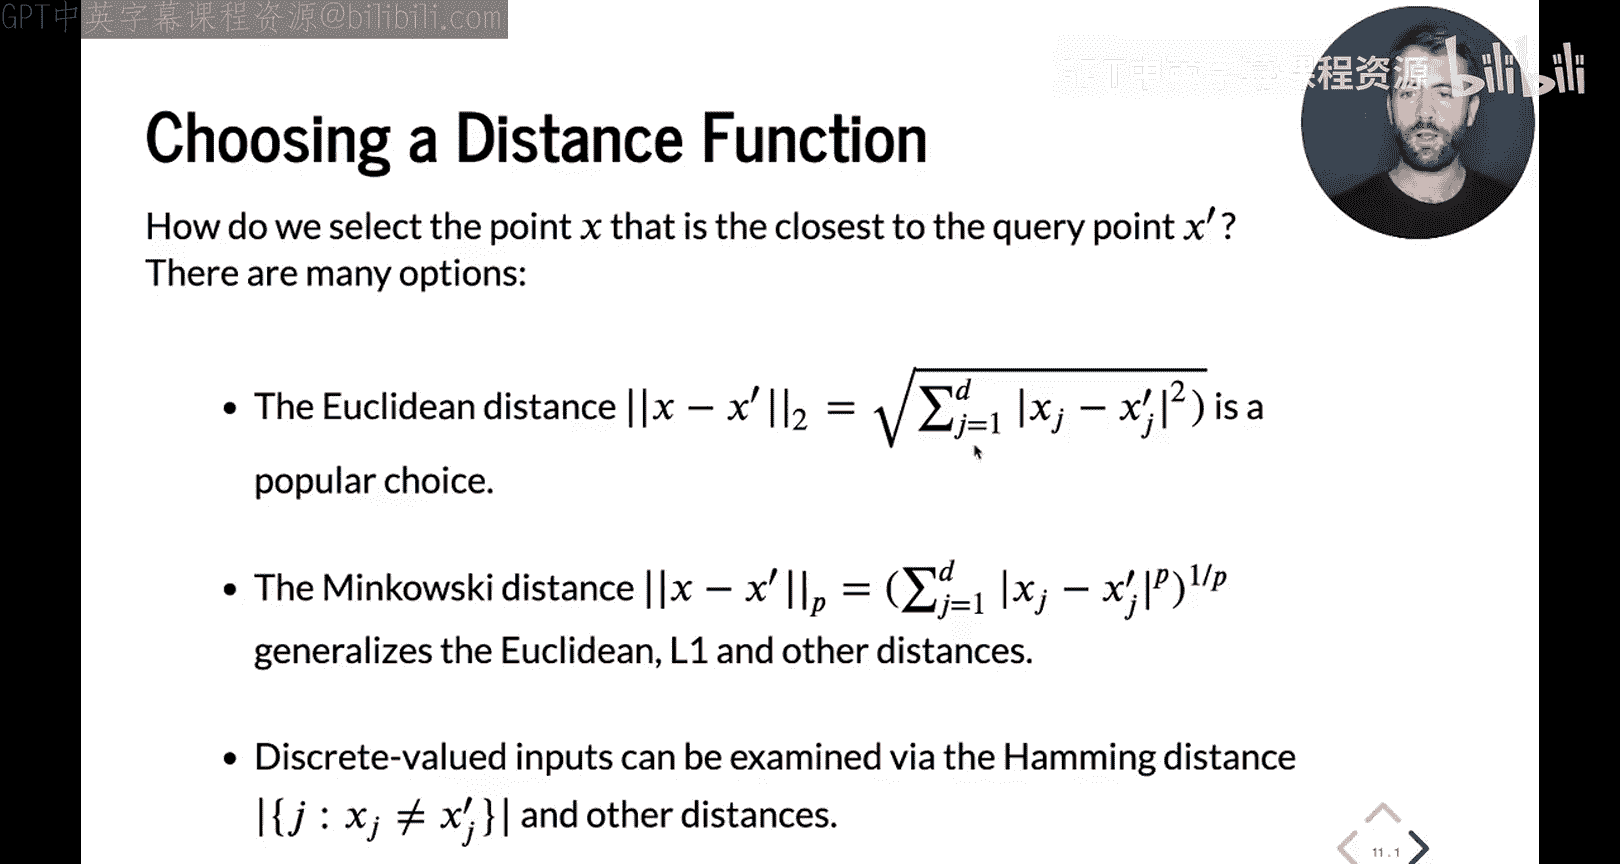 GPT中英字幕课程资源@bilibili.com
课程资源 bilibili
Choosing a Distance Function
How do we select the point x that is the closest to the query point x′?
There are many options:
• The Euclidean distance ||x − x′||₂ = √∑ᵈⱼ₌₁ |xⱼ − x′ⱼ|²) is a
popular choice.
• The Minkowski distance ||x − x′||ₚ = (∑ᵈⱼ₌₁ |xⱼ − x′ⱼ|ᵖ)¹/ᵖ
generalizes the Euclidean, L1 and other distances.
• Discrete-valued inputs can be examined via the Hamming distance
|{j : xⱼ ≠ x′ⱼ}| and other distances.
11.1